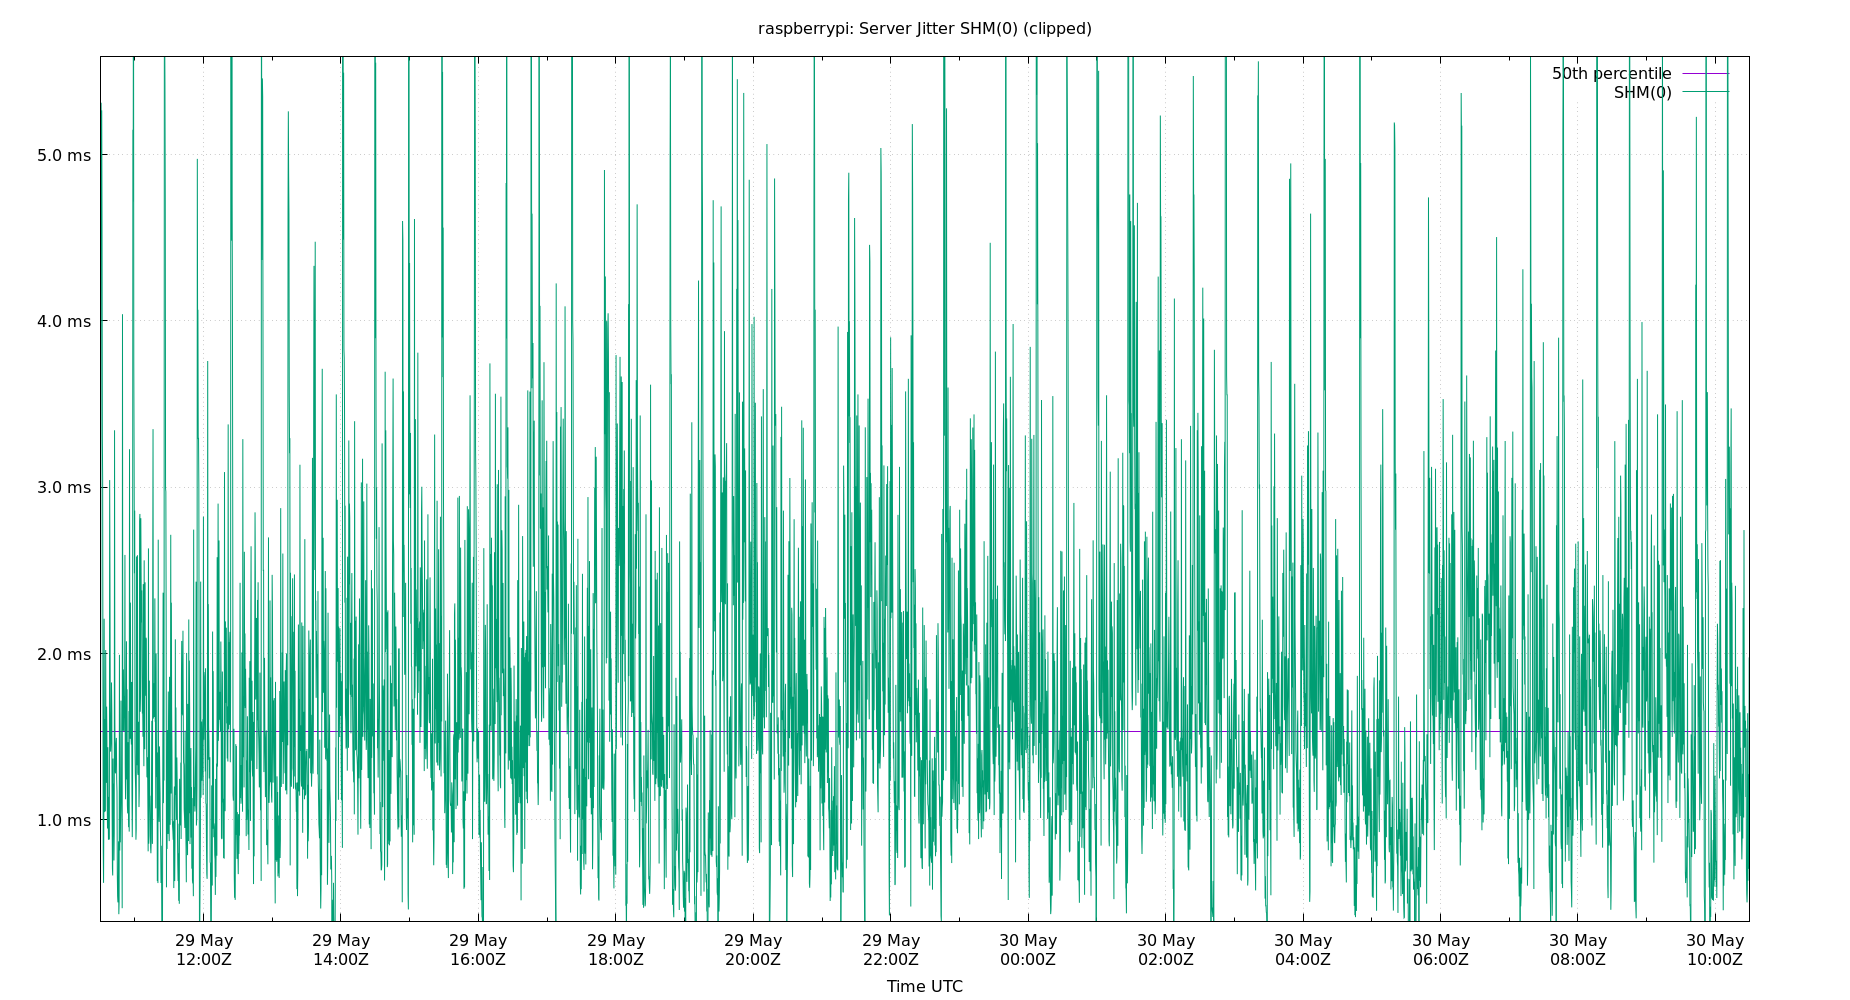 raspberrypi: Server Jitter SHM(0) (clipped)
50th percentile
SHM(0)
5.0 ms
4.0 ms
3.0 ms
2.0 ms
1.0 ms
29 May 29 May 29 May 29 May 29 May 29 May 30 May 30 May 30 May 30 May 30 May 30 May
12:00Z 14:00Z 16:00Z 18:00Z 20:00Z 22:00Z 00:00Z 02:00Z 04:00Z 06:00Z 08:00Z 10:00Z
Time UTC